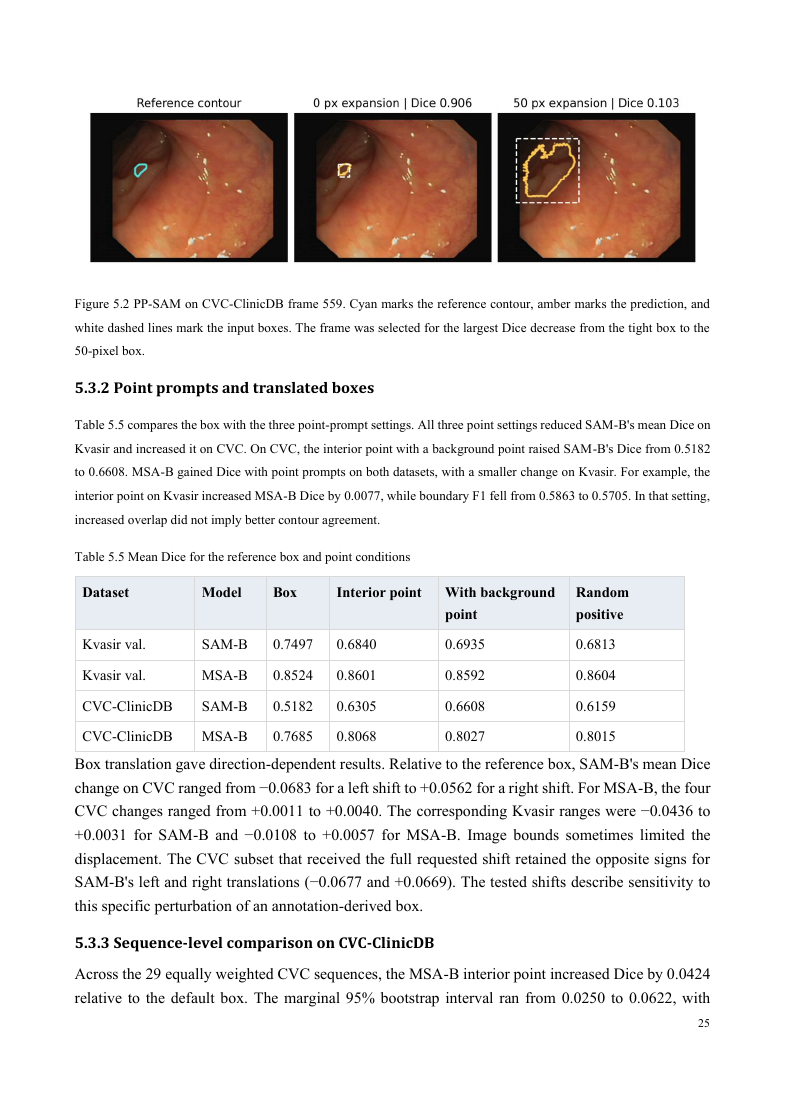 Reference contour
0 px expansion | Dice 0.906
50 px expansion | Dice 0.103
Figure 5.2 PP-SAM on CVC-ClinicDB frame 559. Cyan marks the reference contour, amber marks the prediction, and
white dashed lines mark the input boxes. The frame was selected for the largest Dice decrease from the tight box to the
50-pixel box.
5.3.2 Point prompts and translated boxes
Table 5.5 compares the box with the three point-prompt settings. All three point settings reduced SAM-B's mean Dice on
Kvasir and increased it on CVC. On CVC, the interior point with a background point raised SAM-B's Dice from 0.5182
to 0.6608. MSA-B gained Dice with point prompts on both datasets, with a smaller change on Kvasir. For example, the
interior point on Kvasir increased MSA-B Dice by 0.0077, while boundary F1 fell from 0.5863 to 0.5705. In that setting,
increased overlap did not imply better contour agreement.
Table 5.5 Mean Dice for the reference box and point conditions
Dataset Model Box Interior point With background point Random positive
Kvasir val. SAM-B 0.7497 0.6840 0.6935 0.6813
Kvasir val. MSA-B 0.8524 0.8601 0.8592 0.8604
CVC-ClinicDB SAM-B 0.5182 0.6305 0.6608 0.6159
CVC-ClinicDB MSA-B 0.7685 0.8068 0.8027 0.8015
Box translation gave direction-dependent results. Relative to the reference box, SAM-B's mean Dice
change on CVC ranged from −0.0683 for a left shift to +0.0562 for a right shift. For MSA-B, the four
CVC changes ranged from +0.0011 to +0.0040. The corresponding Kvasir ranges were −0.0436 to
+0.0031 for SAM-B and −0.0108 to +0.0057 for MSA-B. Image bounds sometimes limited the
displacement. The CVC subset that received the full requested shift retained the opposite signs for
SAM-B's left and right translations (−0.0677 and +0.0669). The tested shifts describe sensitivity to
this specific perturbation of an annotation-derived box.
5.3.3 Sequence-level comparison on CVC-ClinicDB
Across the 29 equally weighted CVC sequences, the MSA-B interior point increased Dice by 0.0424
relative to the default box. The marginal 95% bootstrap interval ran from 0.0250 to 0.0622, with
25